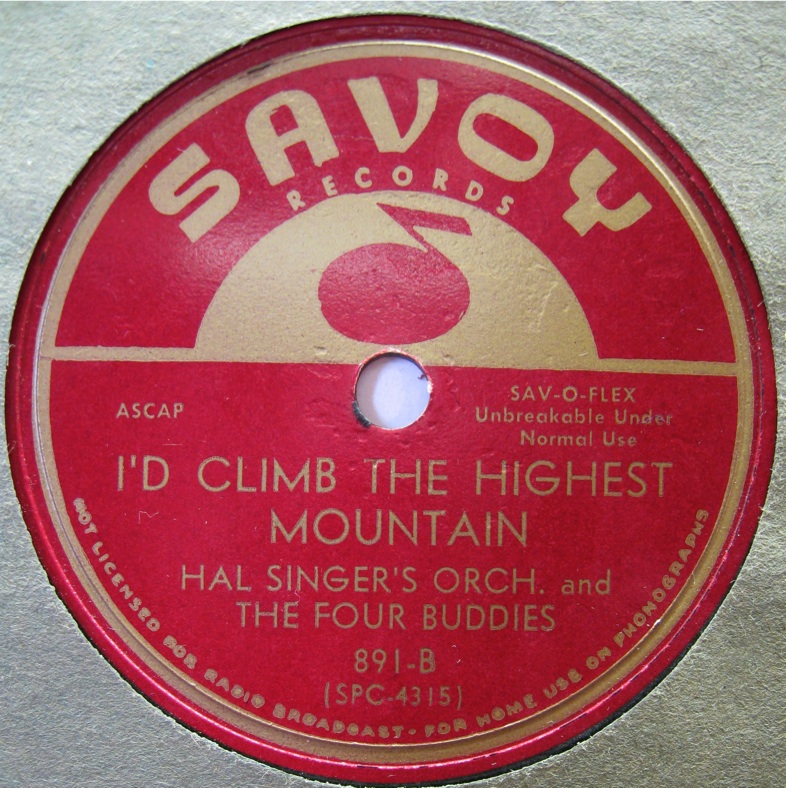 SAVOY
RECORDS
ASCAP
SAV-O-FLEX
Unbreakable Under
Normal Use
I'D CLIMB THE HIGHEST
MOUNTAIN
HAL SINGER'S ORCH. and
THE FOUR BUDDIES
891-B
(SPC-4315)
NOT LICENSED FOR RADIO BROADCAST • FOR HOME USE ON PHONOGRAPHS